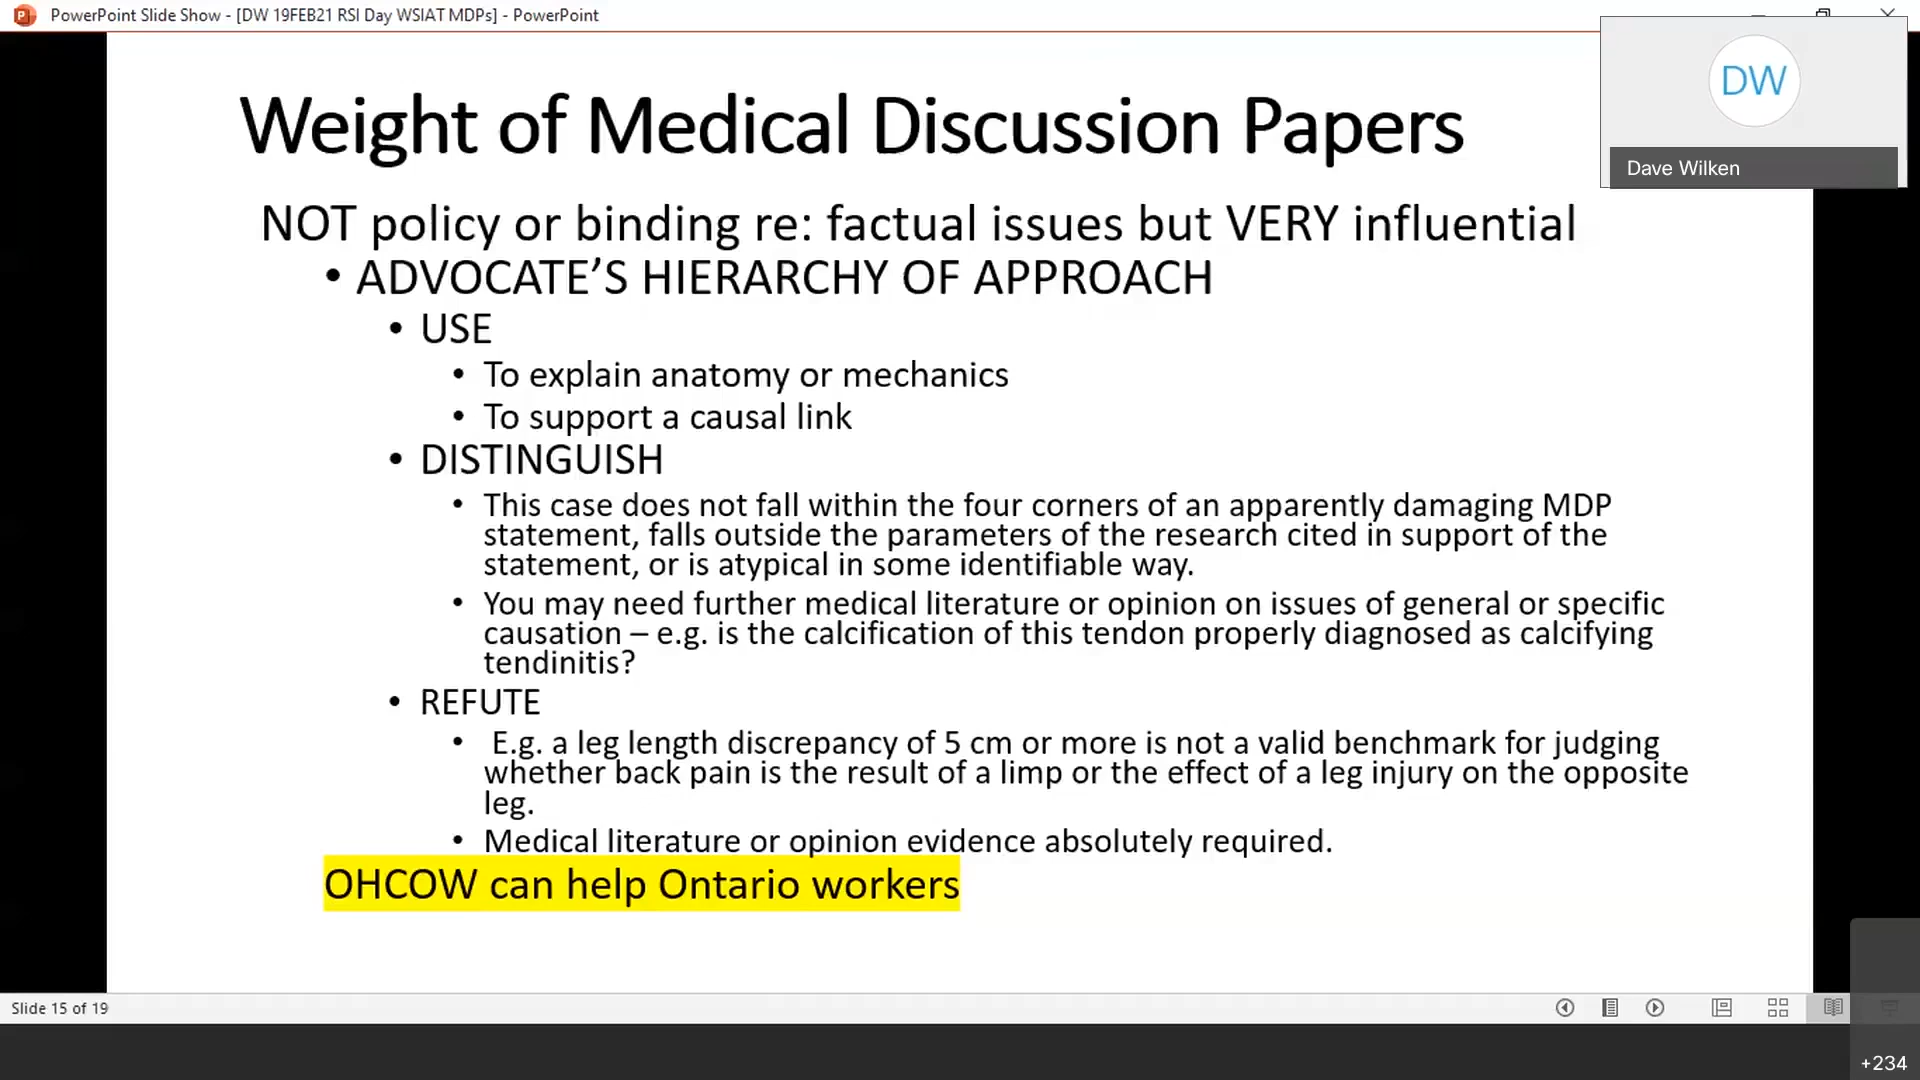 PowerPoint Slide Show - [DW 19FEB21 RSI Day WSIAT MDPs] - PowerPoint
DW
Dave Wilken
Weight of Medical Discussion Papers
NOT policy or binding re: factual issues but VERY influential
• ADVOCATE’S HIERARCHY OF APPROACH
• USE
• To explain anatomy or mechanics
• To support a causal link
• DISTINGUISH
• This case does not fall within the four corners of an apparently damaging MDP
statement, falls outside the parameters of the research cited in support of the
statement, or is atypical in some identifiable way.
• You may need further medical literature or opinion on issues of general or specific
causation – e.g. is the calcification of this tendon properly diagnosed as calcifying
tendinitis?
• REFUTE
• E.g. a leg length discrepancy of 5 cm or more is not a valid benchmark for judging
whether back pain is the result of a limp or the effect of a leg injury on the opposite
leg.
• Medical literature or opinion evidence absolutely required.
OHCOW can help Ontario workers
Slide 15 of 19
+234